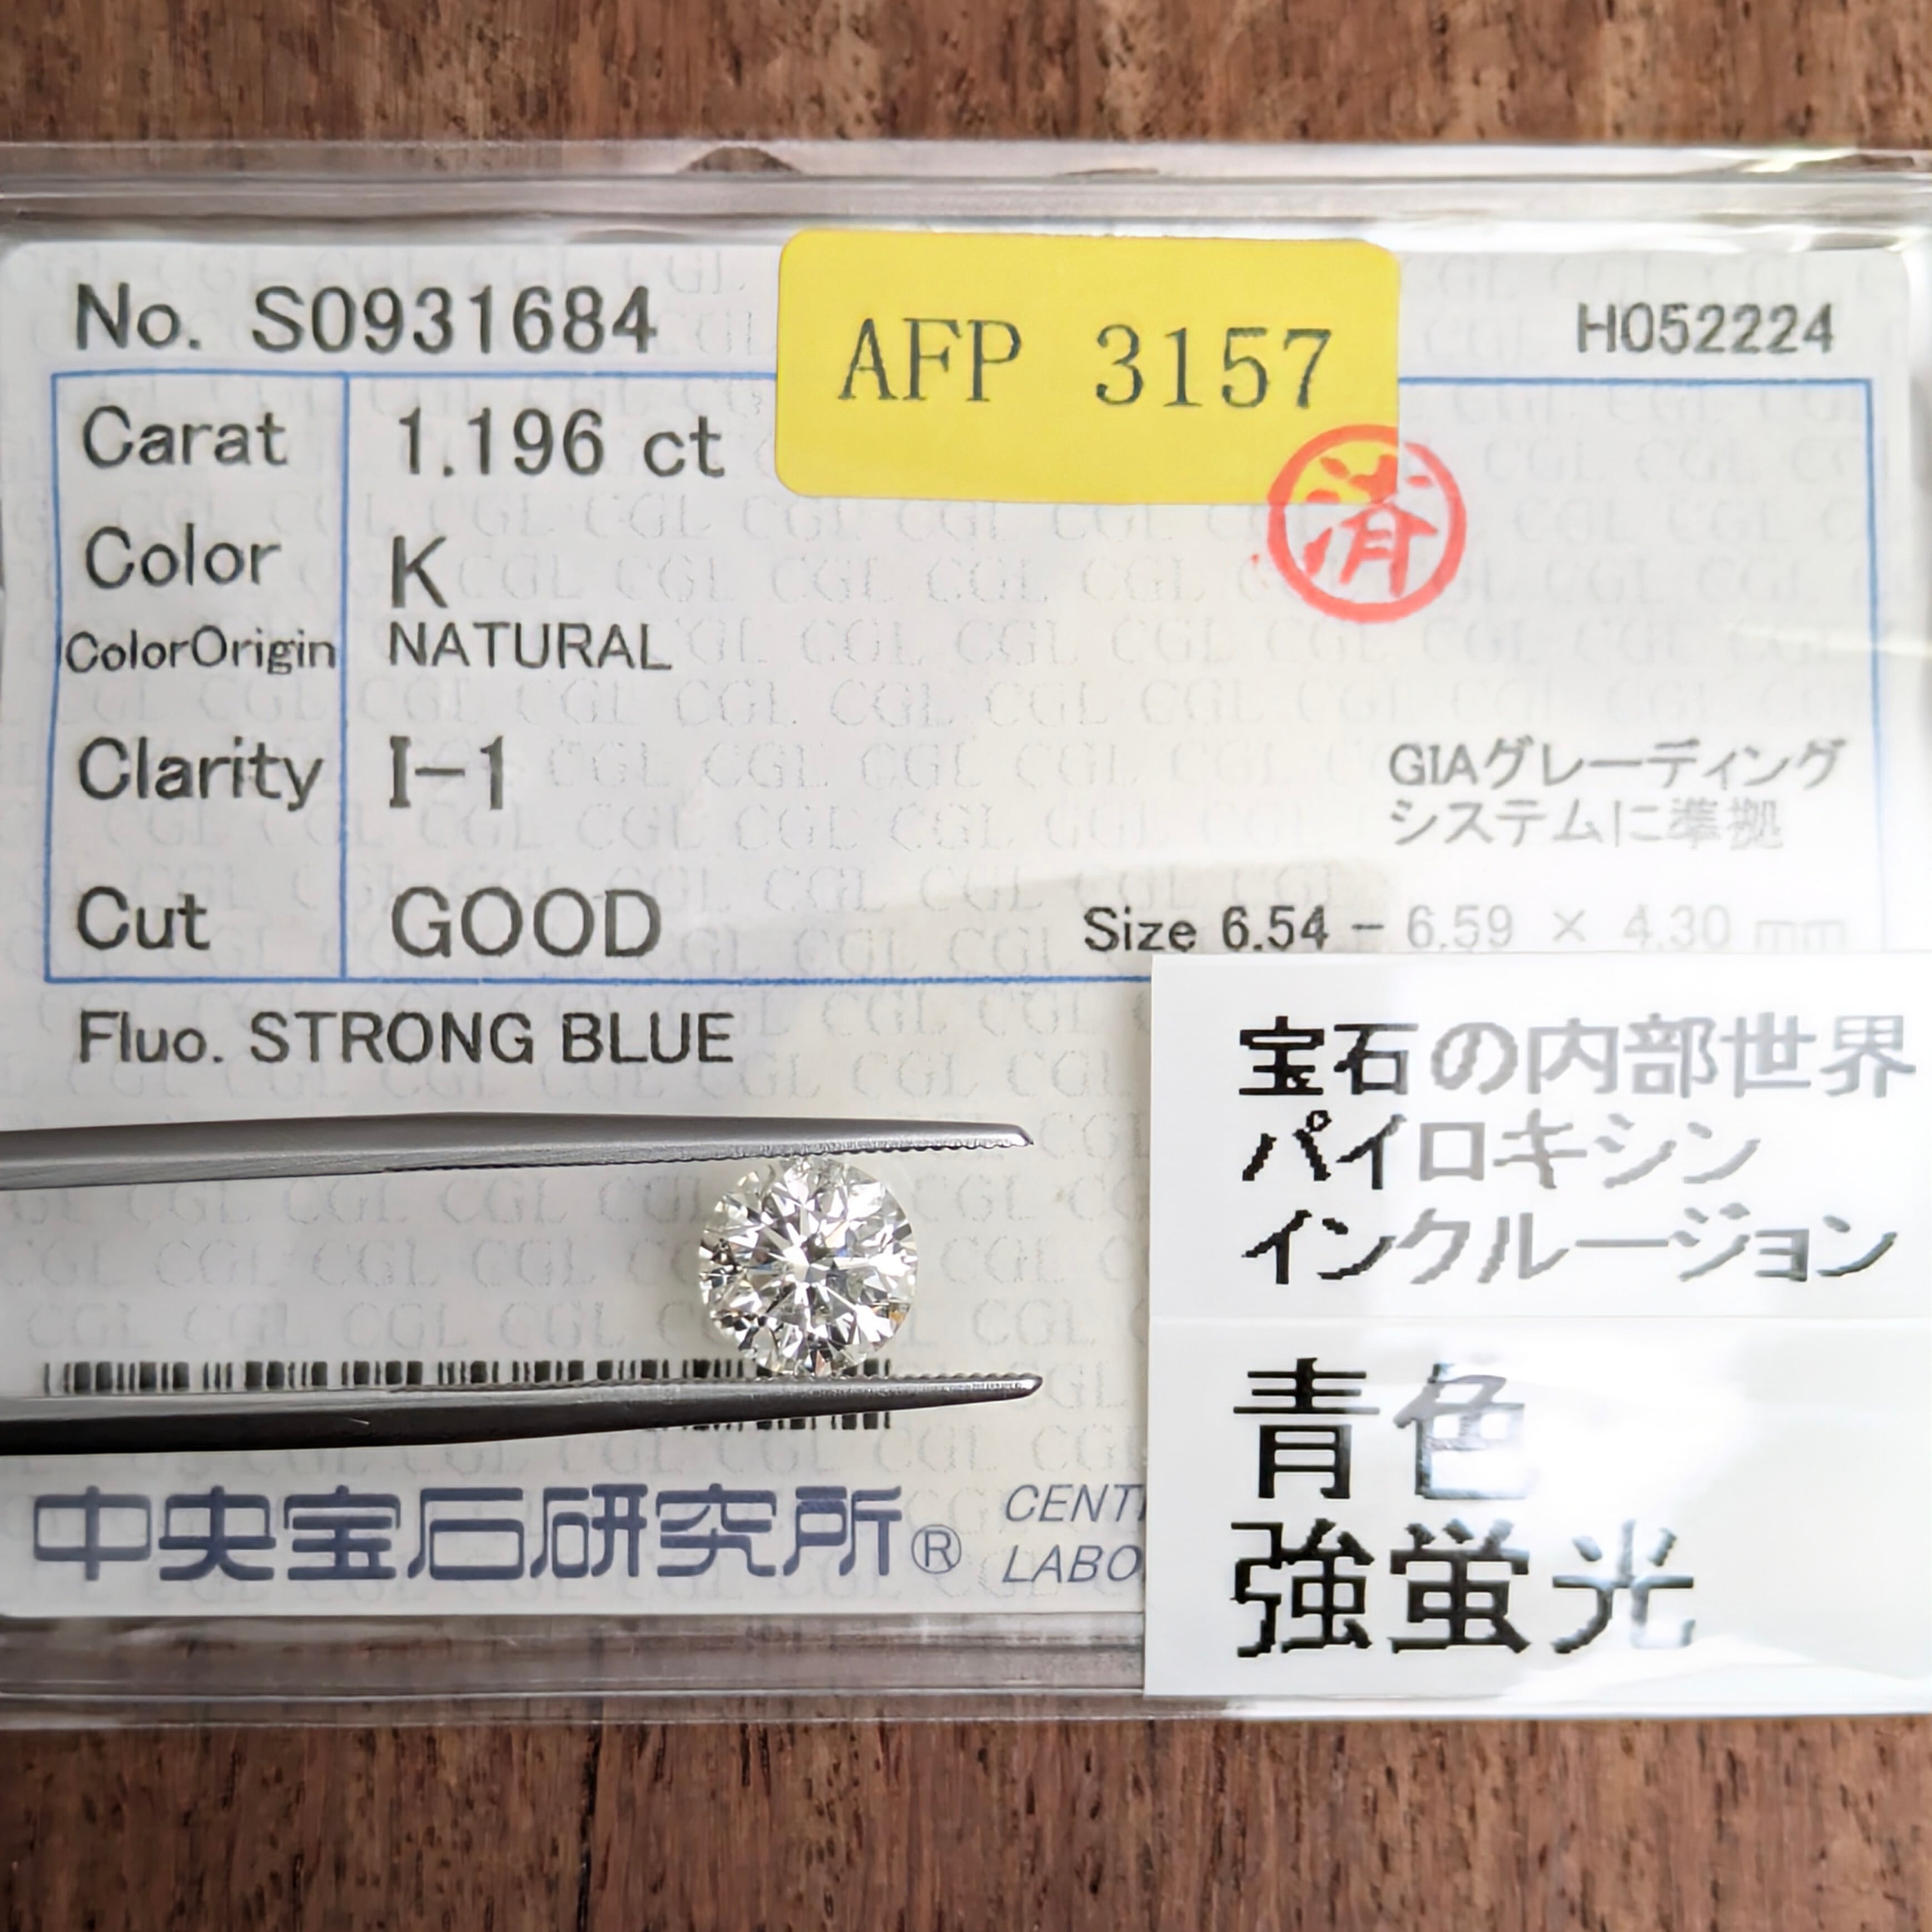 No. S0931684
AFP 3157
H052224
済
Carat 1.196 ct
Color K
ColorOrigin NATURAL
Clarity I-1
GIAグレーディング
システムに準拠
Cut GOOD
Size 6.54 - 6.59 × 4.30 mm
Fluo. STRONG BLUE
宝石の内部世界
パイロキシン
インクルージョン
青色
強蛍光
中央宝石研究所®
CENT
LABO